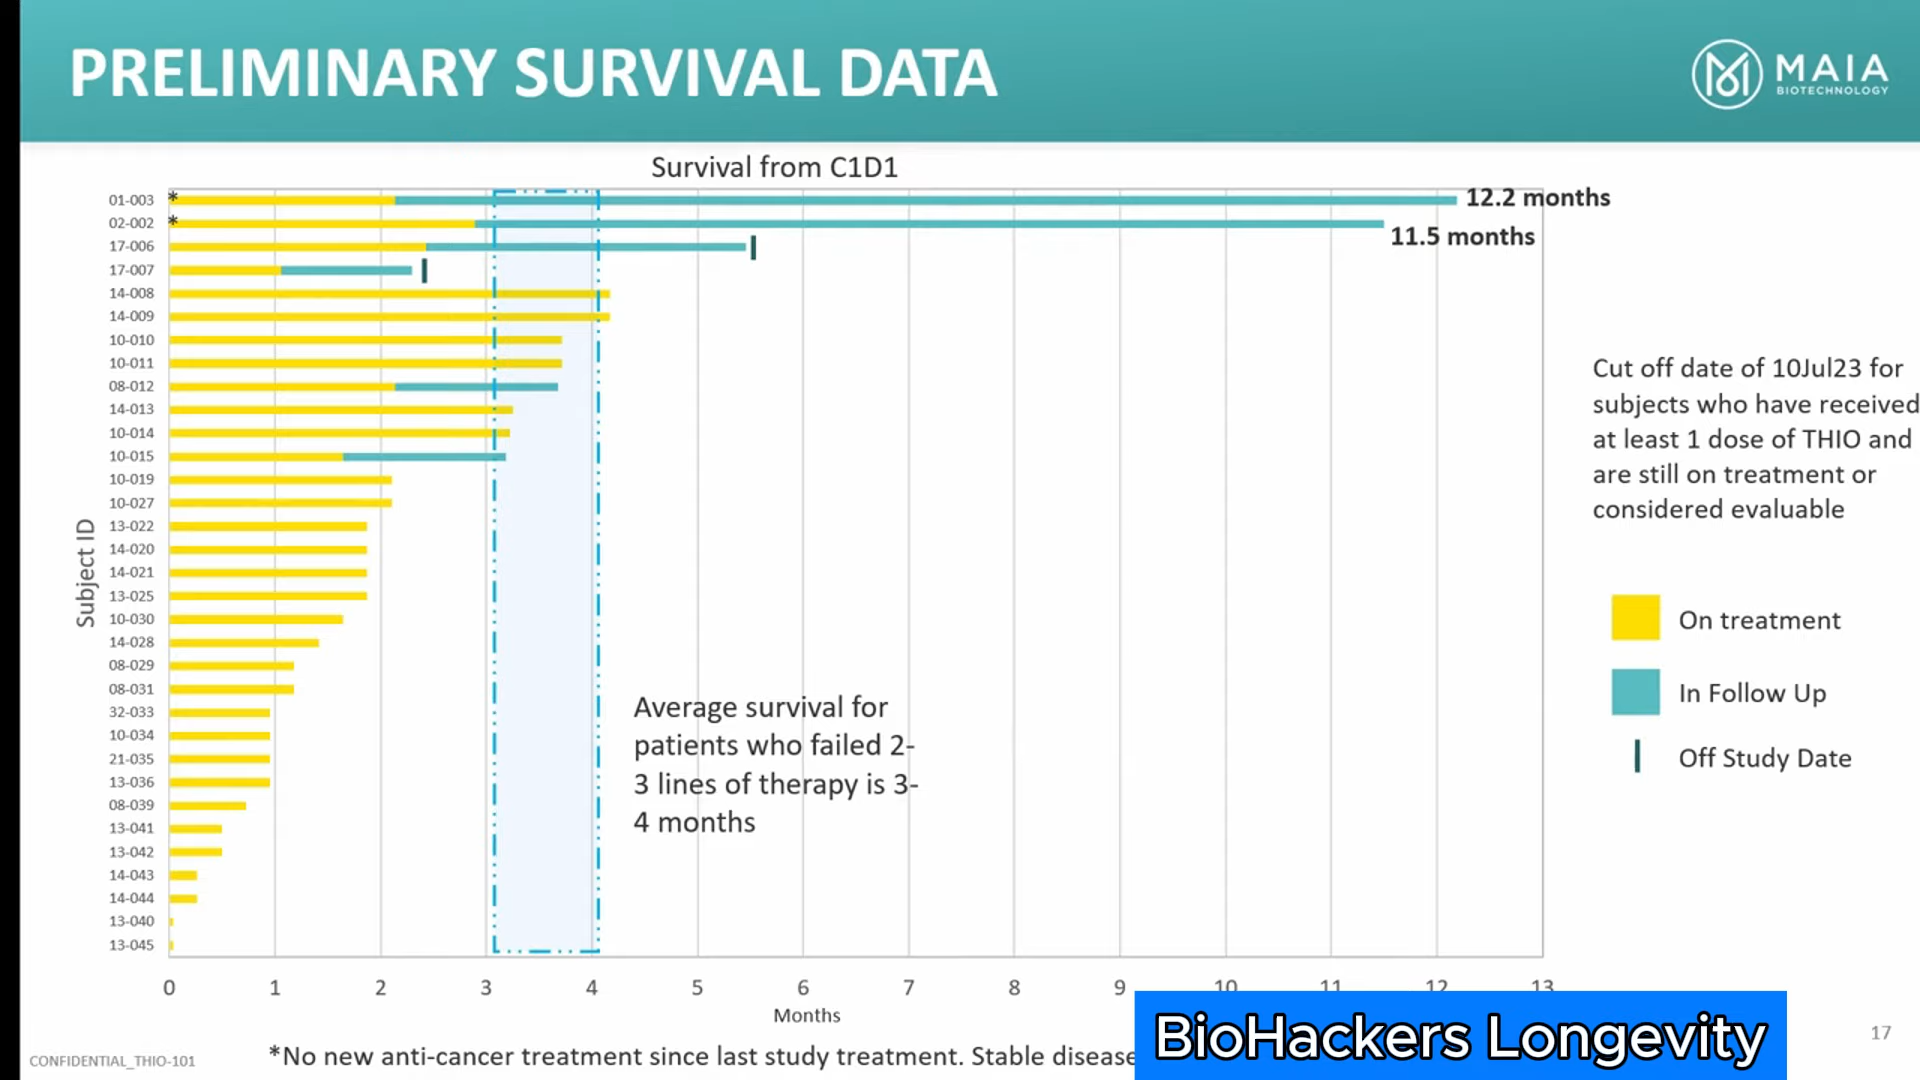 PRELIMINARY SURVIVAL DATA
MAIA
BIOTECHNOLOGY
Survival from C1D1
01-003
*
12.2 months
02-002
*
11.5 months
17-006
17-007
14-008
14-009
10-010
10-011
08-012
14-013
10-014
10-015
10-019
10-027
13-022
14-020
14-021
13-025
10-030
14-028
08-029
08-031
32-033
10-034
21-035
13-036
08-039
13-041
13-042
14-043
14-044
13-040
13-045
Subject ID
Average survival for
patients who failed 2-
3 lines of therapy is 3-
4 months
Cut off date of 10Jul23 for
subjects who have received
at least 1 dose of THIO and
are still on treatment or
considered evaluable
On treatment
In Follow Up
Off Study Date
0 1 2 3 4 5 6 7 8 9 10 11 12 13
Months
*No new anti-cancer treatment since last study treatment. Stable disease
BioHackers Longevity
CONFIDENTIAL_THIO-101
17